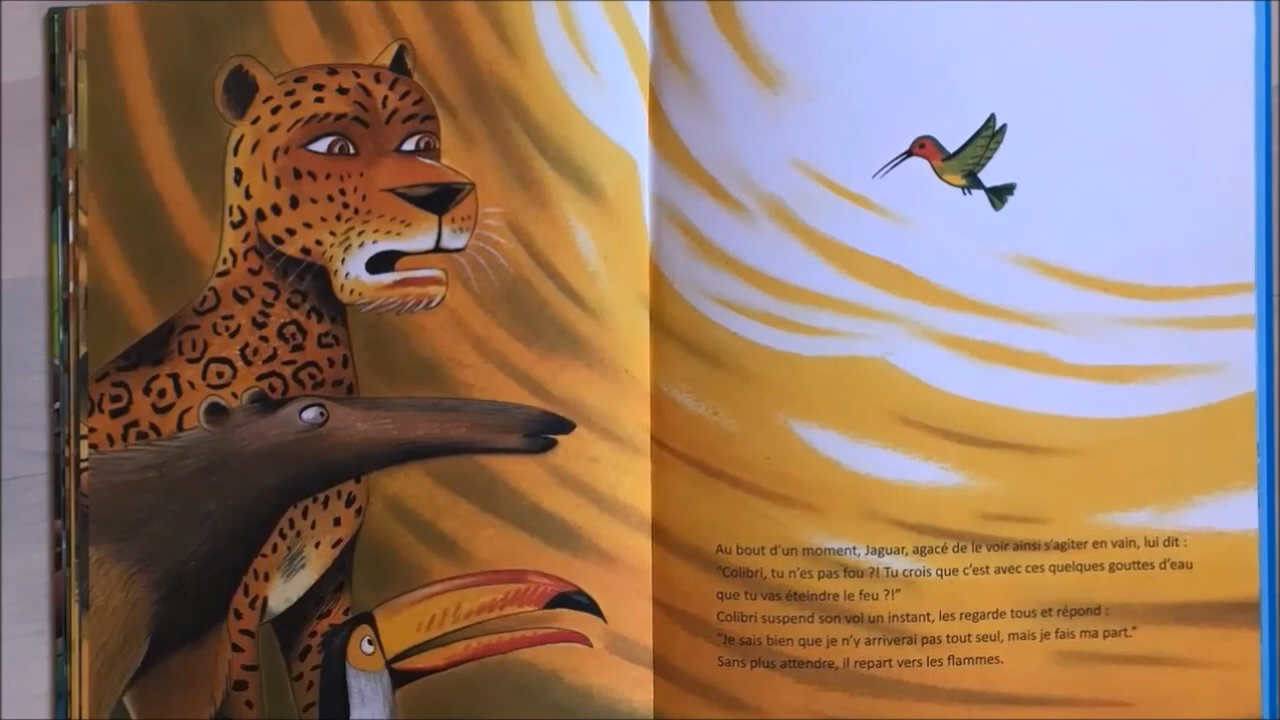 Au bout d'un moment, Jaguar, agacé de le voir ainsi s'agiter en vain, lui dit :
"Colibri, tu n'es pas fou ?! Tu crois que c'est avec ces quelques gouttes d'eau
que tu vas éteindre le feu ?!"
Colibri suspend son vol un instant, les regarde tous et répond :
"Je sais bien que je n'y arriverai pas tout seul, mais je fais ma part."
Sans plus attendre, il repart vers les flammes.